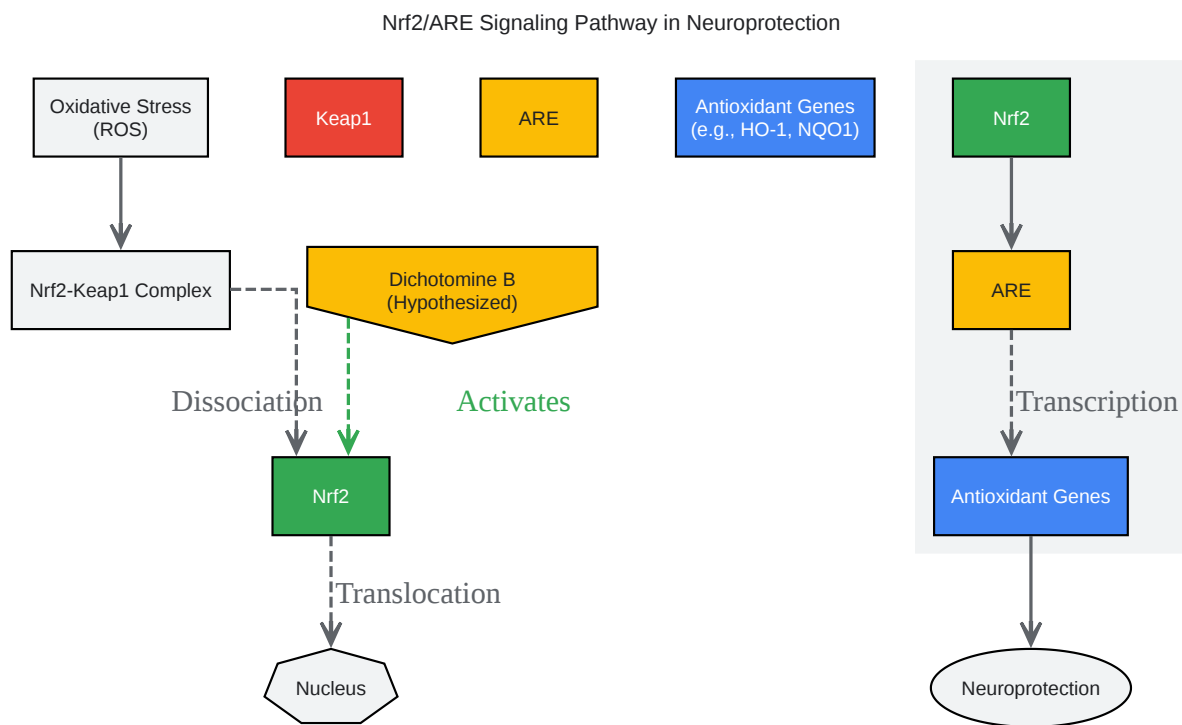 Nrf2/ARE Signaling Pathway in Neuroprotection
Oxidative Stress
(ROS)
Keap1
ARE
Antioxidant Genes
(e.g., HO-1, NQO1)
Nrf2
Nrf2-Keap1 Complex
Dichotomine B
(Hypothesized)
ARE
Dissociation
Activates
Transcription
Nrf2
Antioxidant Genes
Translocation
Nucleus
Neuroprotection